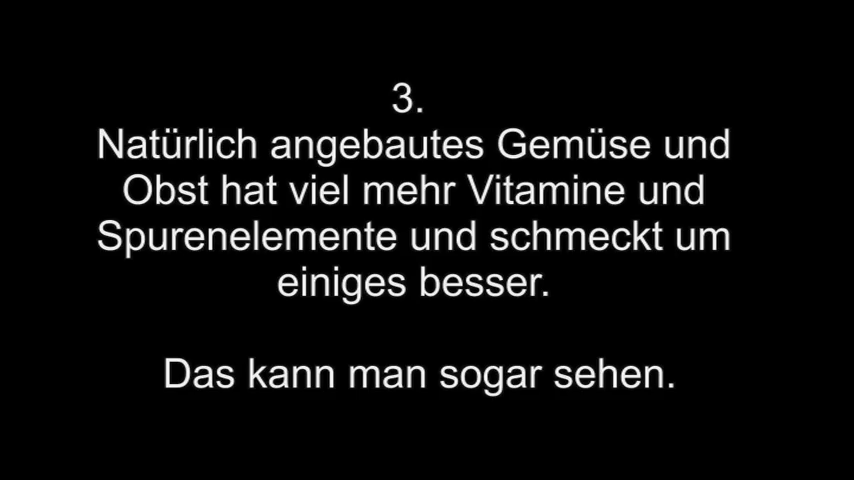 3.
Natürlich angebautes Gemüse und
Obst hat viel mehr Vitamine und
Spurenelemente und schmeckt um
einiges besser.
Das kann man sogar sehen.